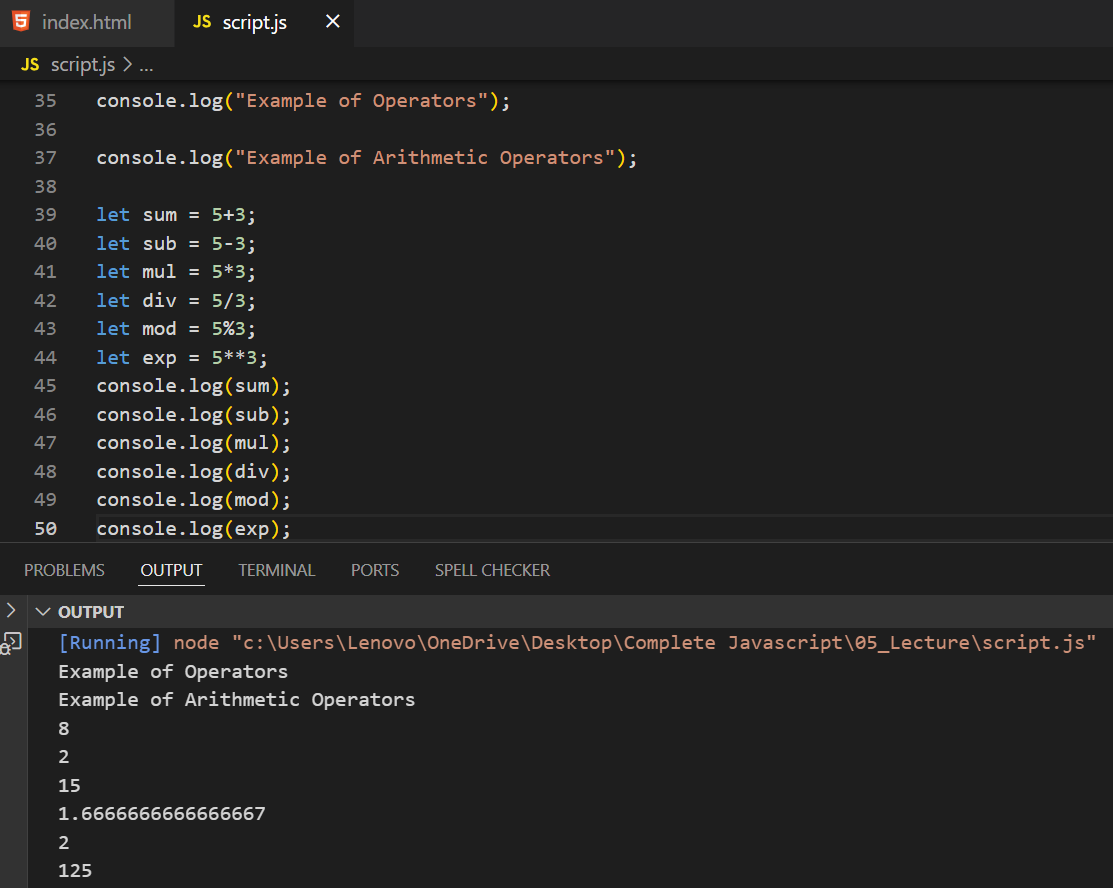 index.html
JS script.js ×
JS script.js > ...
35 console.log("Example of Operators");
36
37 console.log("Example of Arithmetic Operators");
38
39 let sum = 5+3;
40 let sub = 5-3;
41 let mul = 5*3;
42 let div = 5/3;
43 let mod = 5%3;
44 let exp = 5**3;
45 console.log(sum);
46 console.log(sub);
47 console.log(mul);
48 console.log(div);
49 console.log(mod);
50 console.log(exp);
PROBLEMS OUTPUT TERMINAL PORTS SPELL CHECKER
OUTPUT
[Running] node "c:\Users\Lenovo\OneDrive\Desktop\Complete Javascript\05_Lecture\script.js"
Example of Operators
Example of Arithmetic Operators
8
2
15
1.6666666666666667
2
125